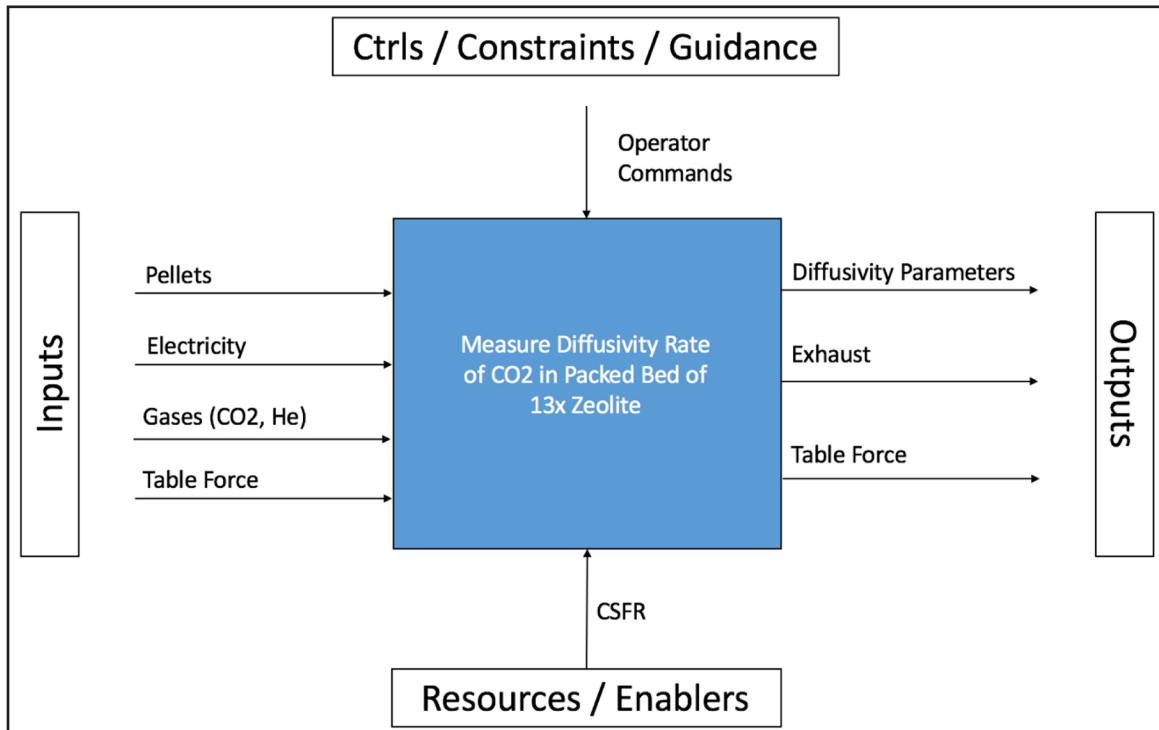 Ctrls / Constraints / Guidance
Operator
Commands
Inputs
Pellets
Electricity
Gases (CO2, He)
Table Force
Measure Diffusivity Rate
of CO2 in Packed Bed of
13x Zeolite
Diffusivity Parameters
Exhaust
Table Force
Outputs
CSFR
Resources / Enablers